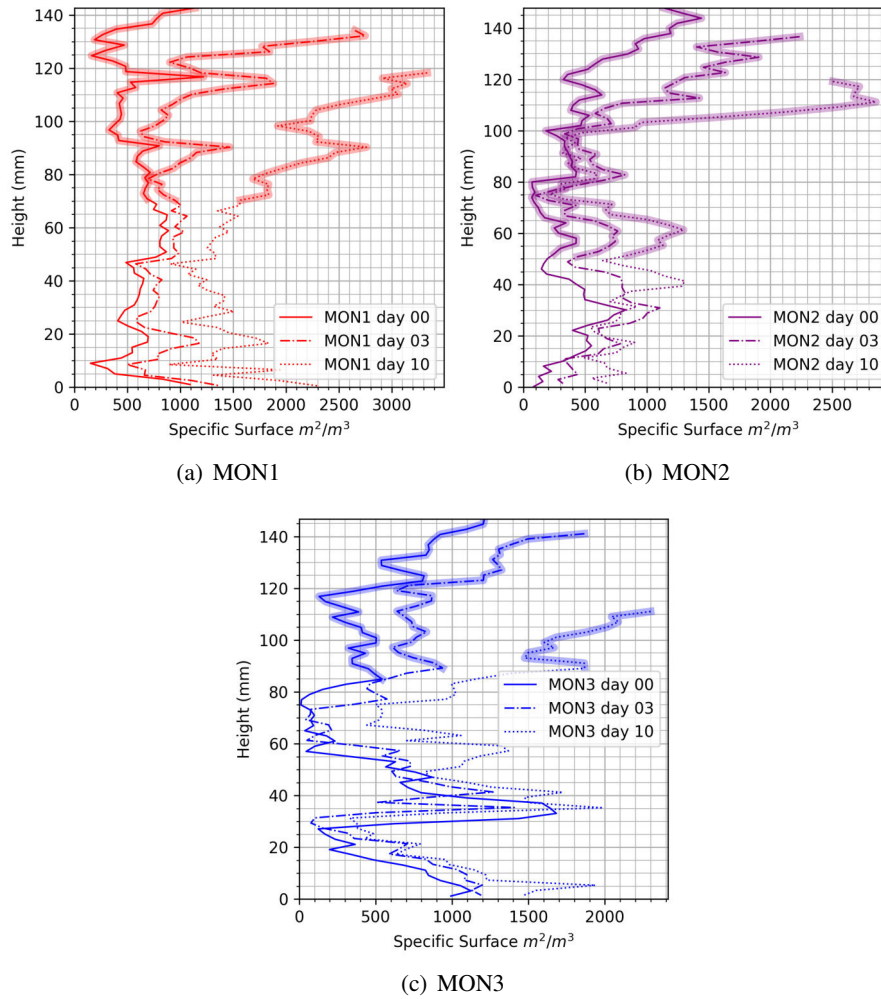 140
120
100
80
60
40
20
0
Height (mm)
MON1 day 00
MON1 day 03
MON1 day 10
0 500 1000 1500 2000 2500 3000
Specific Surface m²/m³
(a) MON1
140
120
100
80
60
40
20
0
Height (mm)
MON2 day 00
MON2 day 03
MON2 day 10
0 500 1000 1500 2000 2500
Specific Surface m²/m³
(b) MON2
140
120
100
80
60
40
20
0
Height (mm)
MON3 day 00
MON3 day 03
MON3 day 10
0 500 1000 1500 2000
Specific Surface m²/m³
(c) MON3